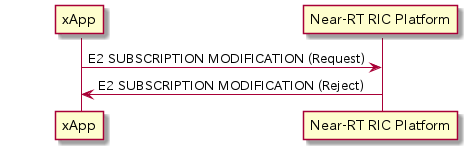 xApp
Near-RT RIC Platform
E2 SUBSCRIPTION MODIFICATION (Request)
E2 SUBSCRIPTION MODIFICATION (Reject)
xApp
Near-RT RIC Platform